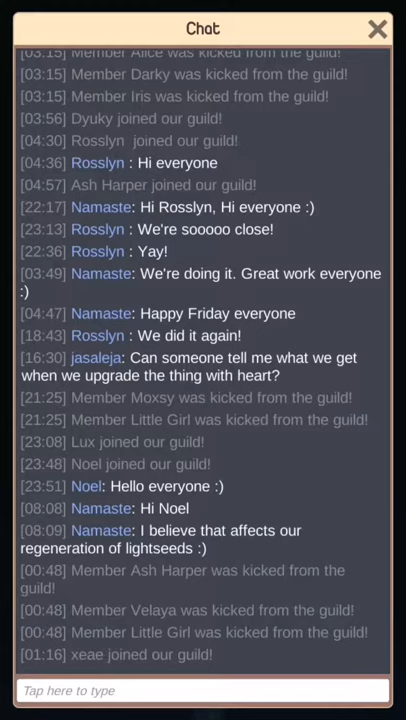 Chat
[03:15] Member Alice was kicked from the guild!
[03:15] Member Darky was kicked from the guild!
[03:15] Member Iris was kicked from the guild!
[03:56] Dyuky joined our guild!
[04:30] Rosslyn  joined our guild!
[04:36] Rosslyn : Hi everyone
[04:57] Ash Harper joined our guild!
[22:17] Namaste: Hi Rosslyn, Hi everyone :)
[23:13] Rosslyn : We're sooooo close!
[22:36] Rosslyn : Yay!
[03:49] Namaste: We're doing it. Great work everyone
:)
[04:47] Namaste: Happy Friday everyone
[18:43] Rosslyn : We did it again!
[16:30] jasaleja: Can someone tell me what we get
when we upgrade the thing with heart?
[21:25] Member Moxsy was kicked from the guild!
[21:25] Member Little Girl was kicked from the guild!
[23:08] Lux joined our guild!
[23:48] Noel joined our guild!
[23:51] Noel: Hello everyone :)
[08:08] Namaste: Hi Noel
[08:09] Namaste: I believe that affects our
regeneration of lightseeds :)
[00:48] Member Ash Harper was kicked from the
guild!
[00:48] Member Velaya was kicked from the guild!
[00:48] Member Little Girl was kicked from the guild!
[01:16] xeae joined our guild!
Tap here to type